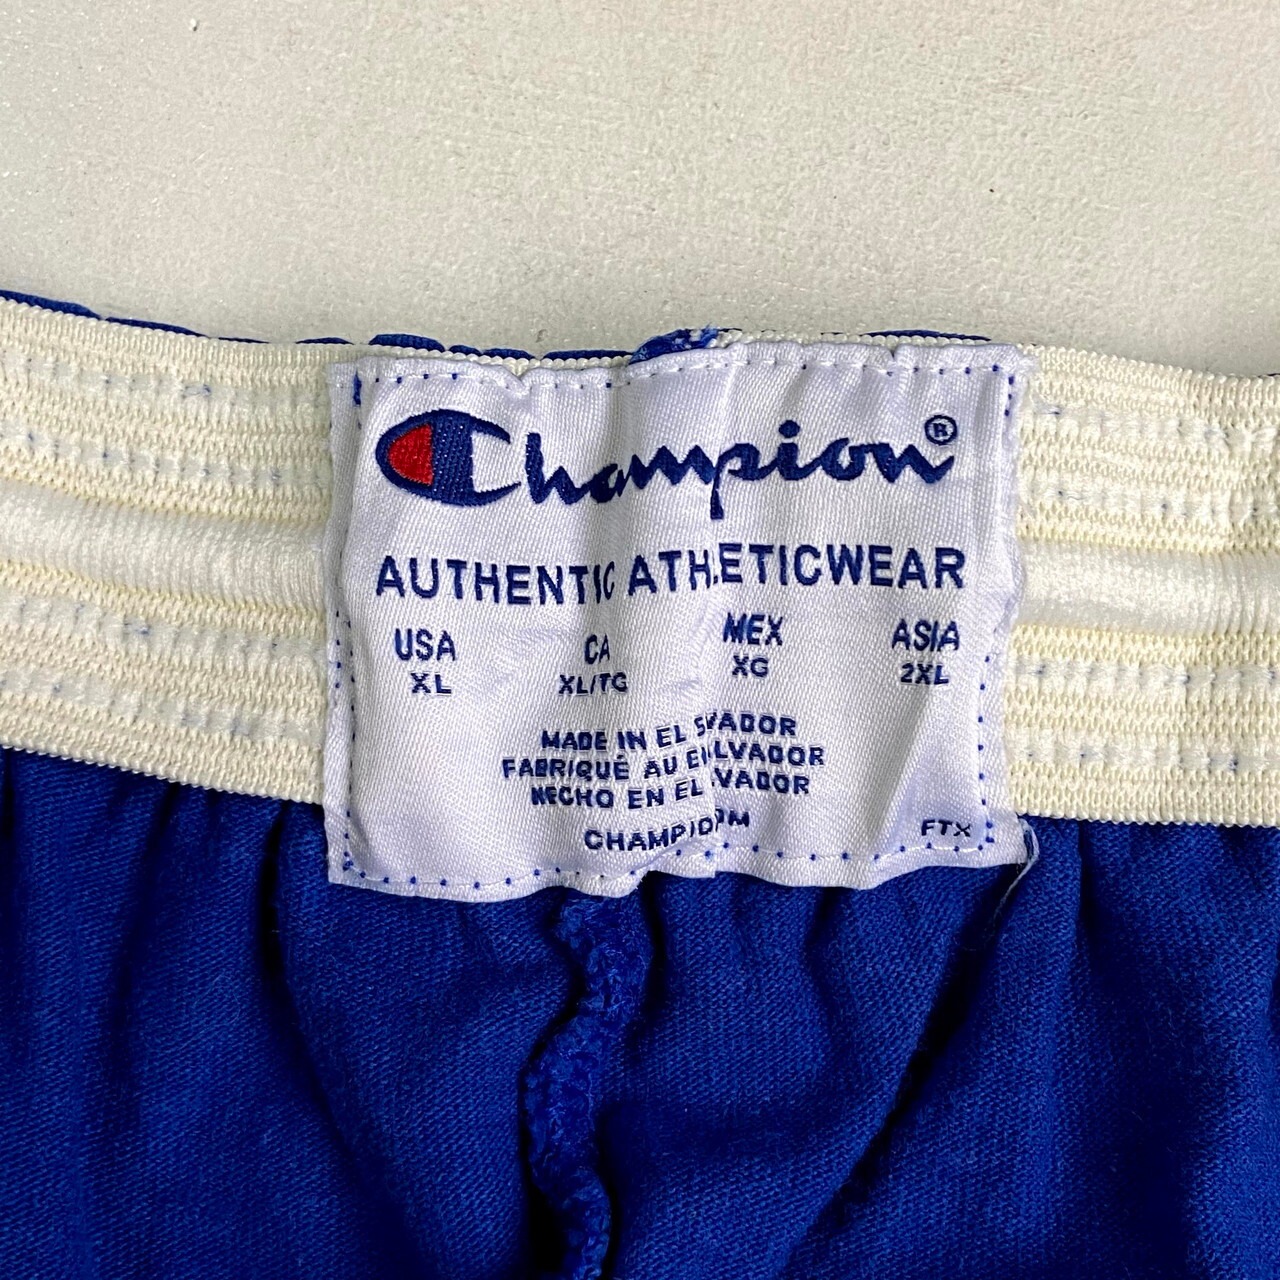 Champion®
AUTHENTIC ATHLETICWEAR
USA CA MEX ASIA
XL XL/TG XG 2XL
MADE IN EL SALVADOR
FABRIQUÉ AU EL SALVADOR
HECHO EN EL SALVADOR
FTX